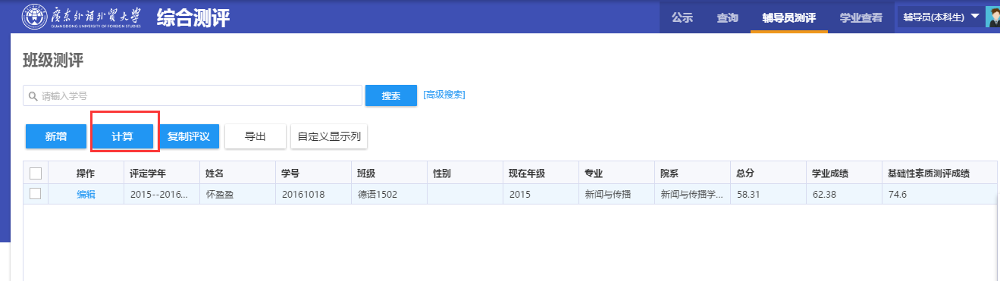 广东外语外贸大学
GUANGDONG UNIVERSITY OF FOREIGN STUDIES
综合测评
公示 查询 辅导员测评 学业查看 辅导员(本科生)
班级测评
请输入学号 搜索 [高级搜索]
新增 计算 复制评议 导出 自定义显示列
操作 评定学年 姓名 学号 班级 性别 现在年级 专业 院系 总分 学业成绩 基础性素质测评成绩
编辑 2015--2016... 怀盈盈 20161018 德语1502 2015 新闻与传播 新闻与传播学... 58.31 62.38 74.6